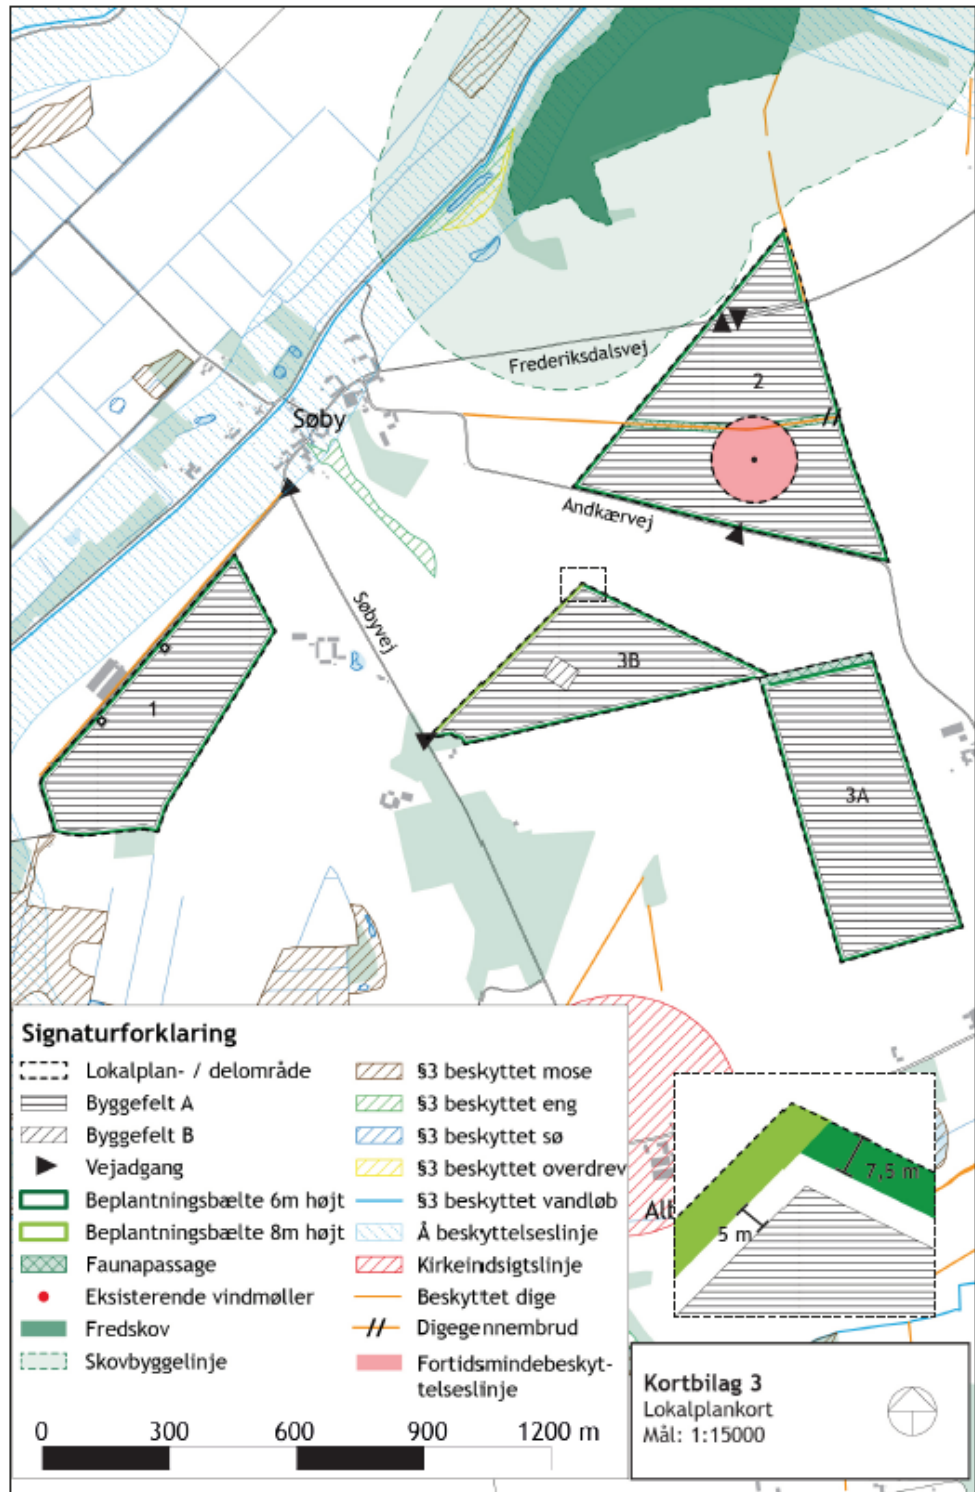 Frederiksdalsvej
2
Søby
Andkærvej
Søbyvej
3B
1
3A
Signaturforklaring
Lokalplan- / delområde
Byggefelt A
Byggefelt B
Vejadgang
Beplantningsbælte 6m højt
Beplantningsbælte 8m højt
Faunapassage
Eksisterende vindmøller
Fredskov
Skovbyggelinje
§3 beskyttet mose
§3 beskyttet eng
§3 beskyttet sø
§3 beskyttet overdrev
§3 beskyttet vandløb
Å beskyttelseslinje
Kirkeindsigtslinje
Beskyttet dige
Digegennembrud
Fortidsmindebeskyt-
telseslinje
0 300 600 900 1200 m
7,5 m
5 m
Kortbilag 3
Lokalplankort
Mål: 1:15000